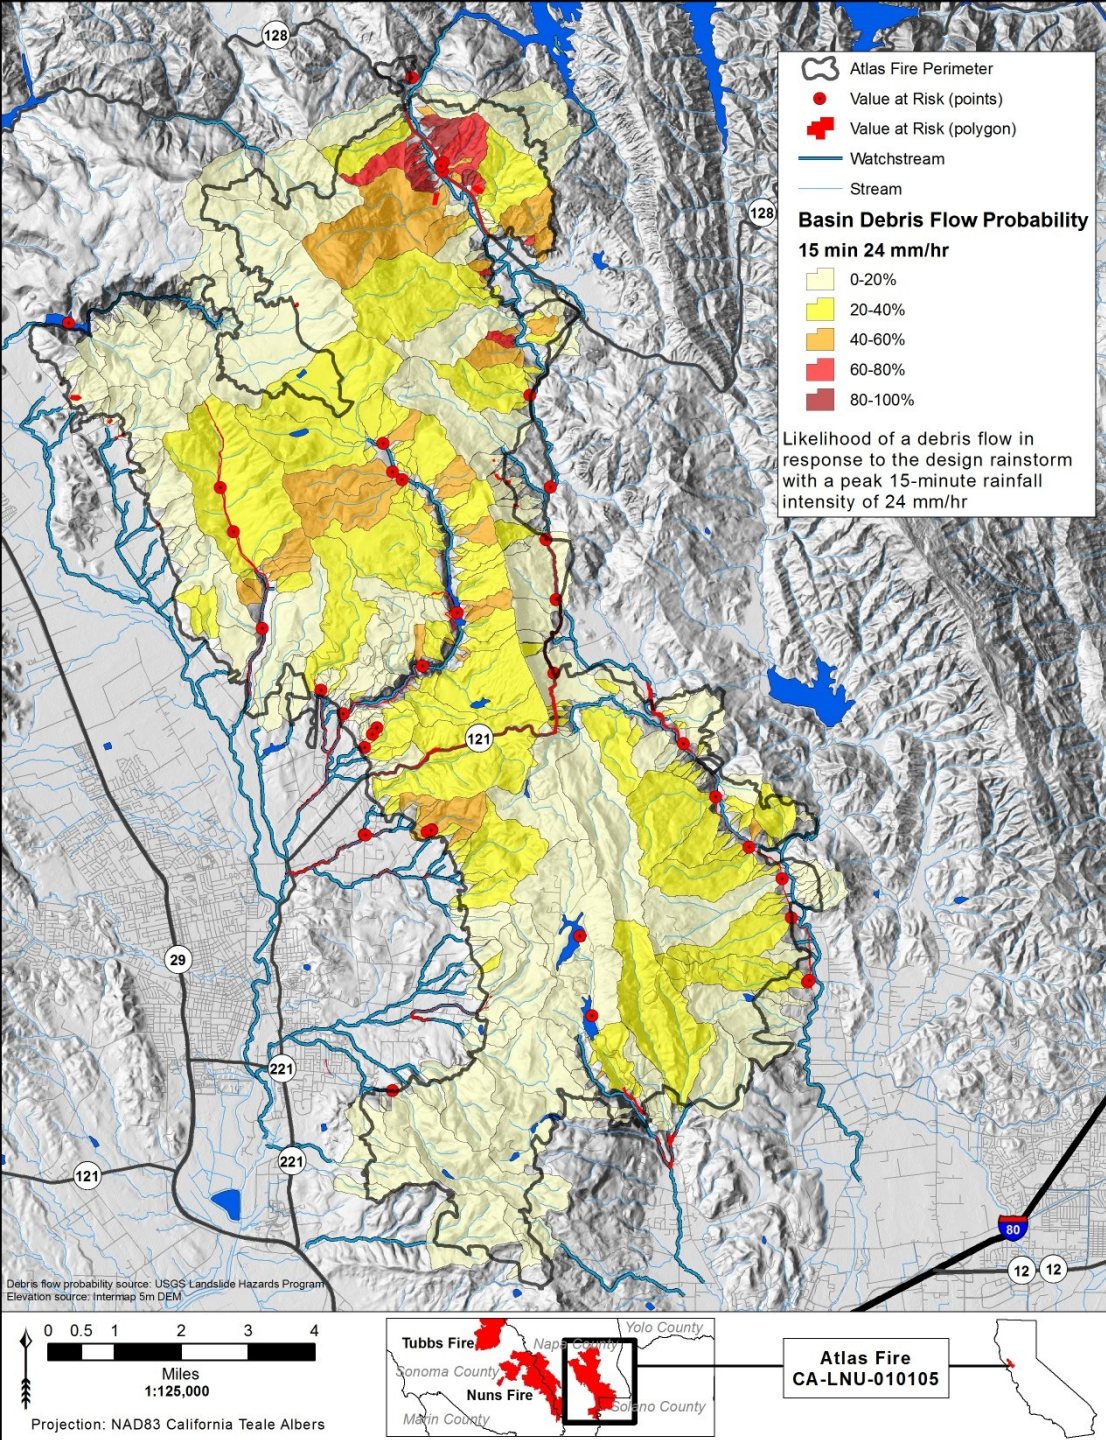 128
Atlas Fire Perimeter
Value at Risk (points)
Value at Risk (polygon)
Watchstream
Stream
128
Basin Debris Flow Probability
15 min 24 mm/hr
0-20%
20-40%
40-60%
60-80%
80-100%
Likelihood of a debris flow in
response to the design rainstorm
with a peak 15-minute rainfall
intensity of 24 mm/hr
121
29
221
221
121
80
12 12
Debris flow probability source: USGS Landslide Hazards Program
Elevation source: Intermap 5m DEM
0 0.5 1 2 3 4
Miles
1:125,000
Projection: NAD83 California Teale Albers
Tubbs Fire
Napa County
Yolo County
Sonoma County
Nuns Fire
Solano County
Marin County
Atlas Fire
CA-LNU-010105